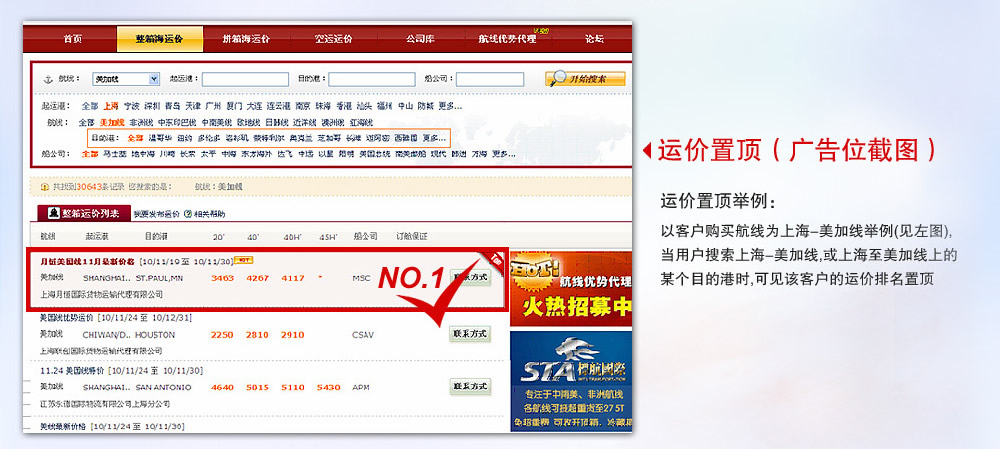 首页 整箱海运价 拼箱海运价 空运运价 公司库 航线优势代理 论坛
航线: 美加线 起运港: 目的港: 船公司: 开始搜索
起运港: 全部 上海 宁波 深圳 青岛 天津 广州 厦门 大连 连云港 南京 珠海 香港 汕头 福州 中山 防城 更多...
航线: 全部 美加线 非洲线 中东印巴线 中南美线 欧地线 日韩线 近洋线 澳洲线 红海线
目的港: 全部 温哥华 纽约 多伦多 洛杉矶 蒙特利尔 奥克兰 芝加哥 长滩 迈阿密 西雅图 更多...
船公司: 全部 马士基 地中海 川崎 长荣 太平 中海 东方海外 达飞 中远 以星 阳明 美国总统 南美邮船 现代 韩进 万海 更多...
共找到30643条记录 您搜索的是: 航线:美加线
整箱运价列表 我要发布运价 相关帮助
航线 起运港 目的港 20' 40' 40H' 45H' 船公司 订舱保证
月恒美国线11月最新价格 [10/11/19 至 10/11/30] HOT
Top
美加线 SHANGHAI.. ST.PAUL,MN 3463 4267 4117 * MSC 联系方式
NO.1
上海月恒国际货物运输代理有限公司
美国线优势运价 [10/11/24 至 10/12/31]
美加线 CHIWAN/D.. HOUSTON 2250 2810 2910 CSAV 联系方式
上海联创国际货物运输代理有限公司
11.24 美国线特价 [10/11/24 至 10/11/30]
美加线 SHANGHAI.. SAN ANTONIO 4640 5015 5110 5430 APM 联系方式
江苏永德国际物流有限公司上海分公司
美线最新价格 [10/11/24 至 10/11/30]
HOT!
航线优势代理
火热招募中
STA 樱航國際
专注于中南美、非洲航线
各航线可接超重货至27.5T
免招重费 可放开顶箱、冷藏
运价置顶(广告位截图)
运价置顶举例:
以客户购买航线为上海-美加线举例(见左图),
当用户搜索上海-美加线,或上海至美加线上的
某个目的港时,可见该客户的运价排名置顶